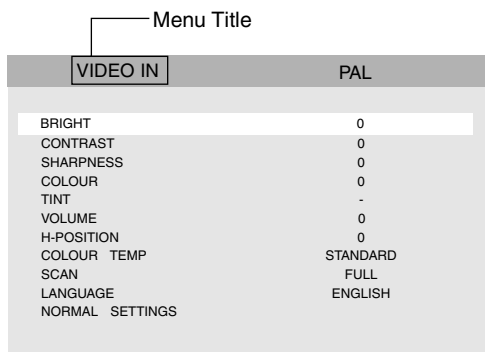 Menu Title
VIDEO IN PAL
BRIGHT 0
CONTRAST 0
SHARPNESS 0
COLOUR 0
TINT -
VOLUME 0
H-POSITION 0
COLOUR TEMP STANDARD
SCAN FULL
LANGUAGE ENGLISH
NORMAL SETTINGS